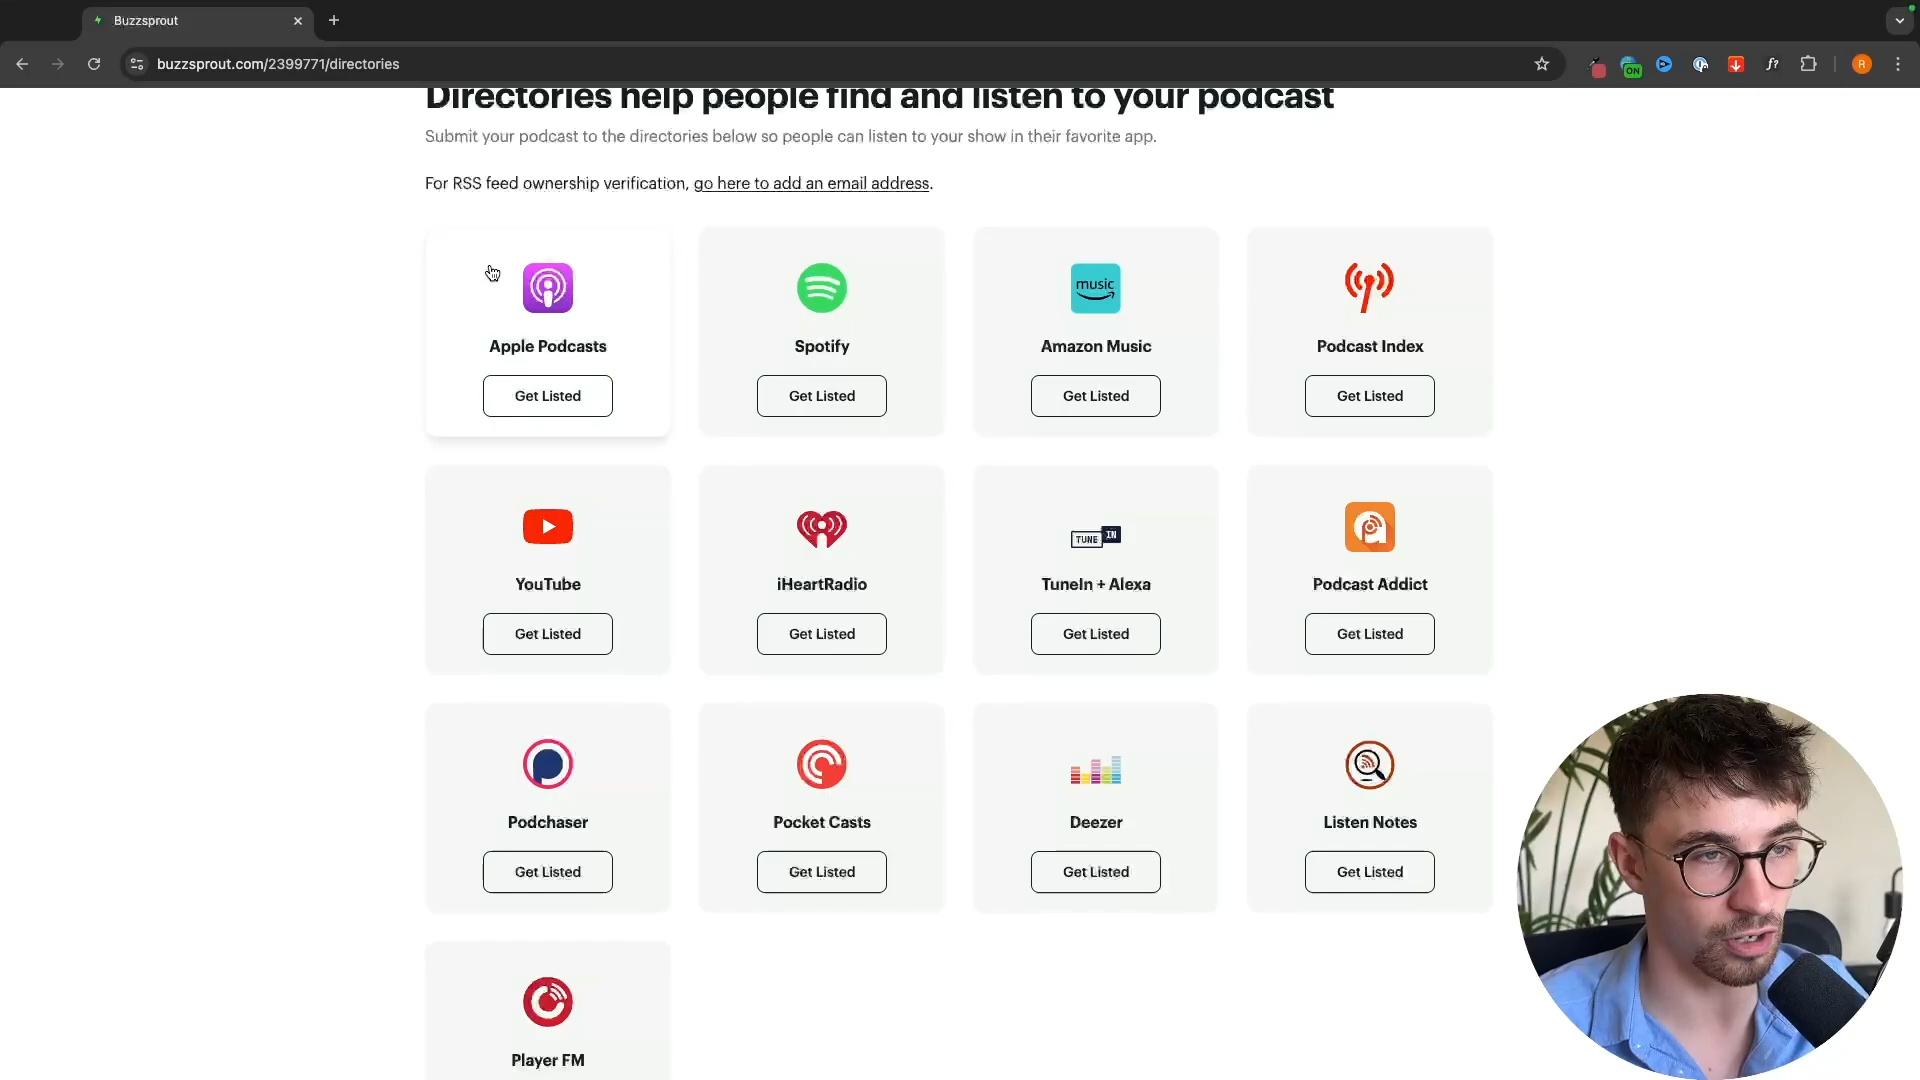 Buzzsprout
buzzsprout.com/2399771/directories
ON
f?
R
Directories help people find and listen to your podcast
Submit your podcast to the directories below so people can listen to your show in their favorite app.
For RSS feed ownership verification, go here to add an email address.
music
Apple Podcasts
Spotify
Amazon Music
Podcast Index
Get Listed
Get Listed
Get Listed
Get Listed
TUNE IN
YouTube
iHeartRadio
TuneIn + Alexa
Podcast Addict
Get Listed
Get Listed
Get Listed
Get Listed
Podchaser
Pocket Casts
Deezer
Listen Notes
Get Listed
Get Listed
Get Listed
Get Listed
Player FM